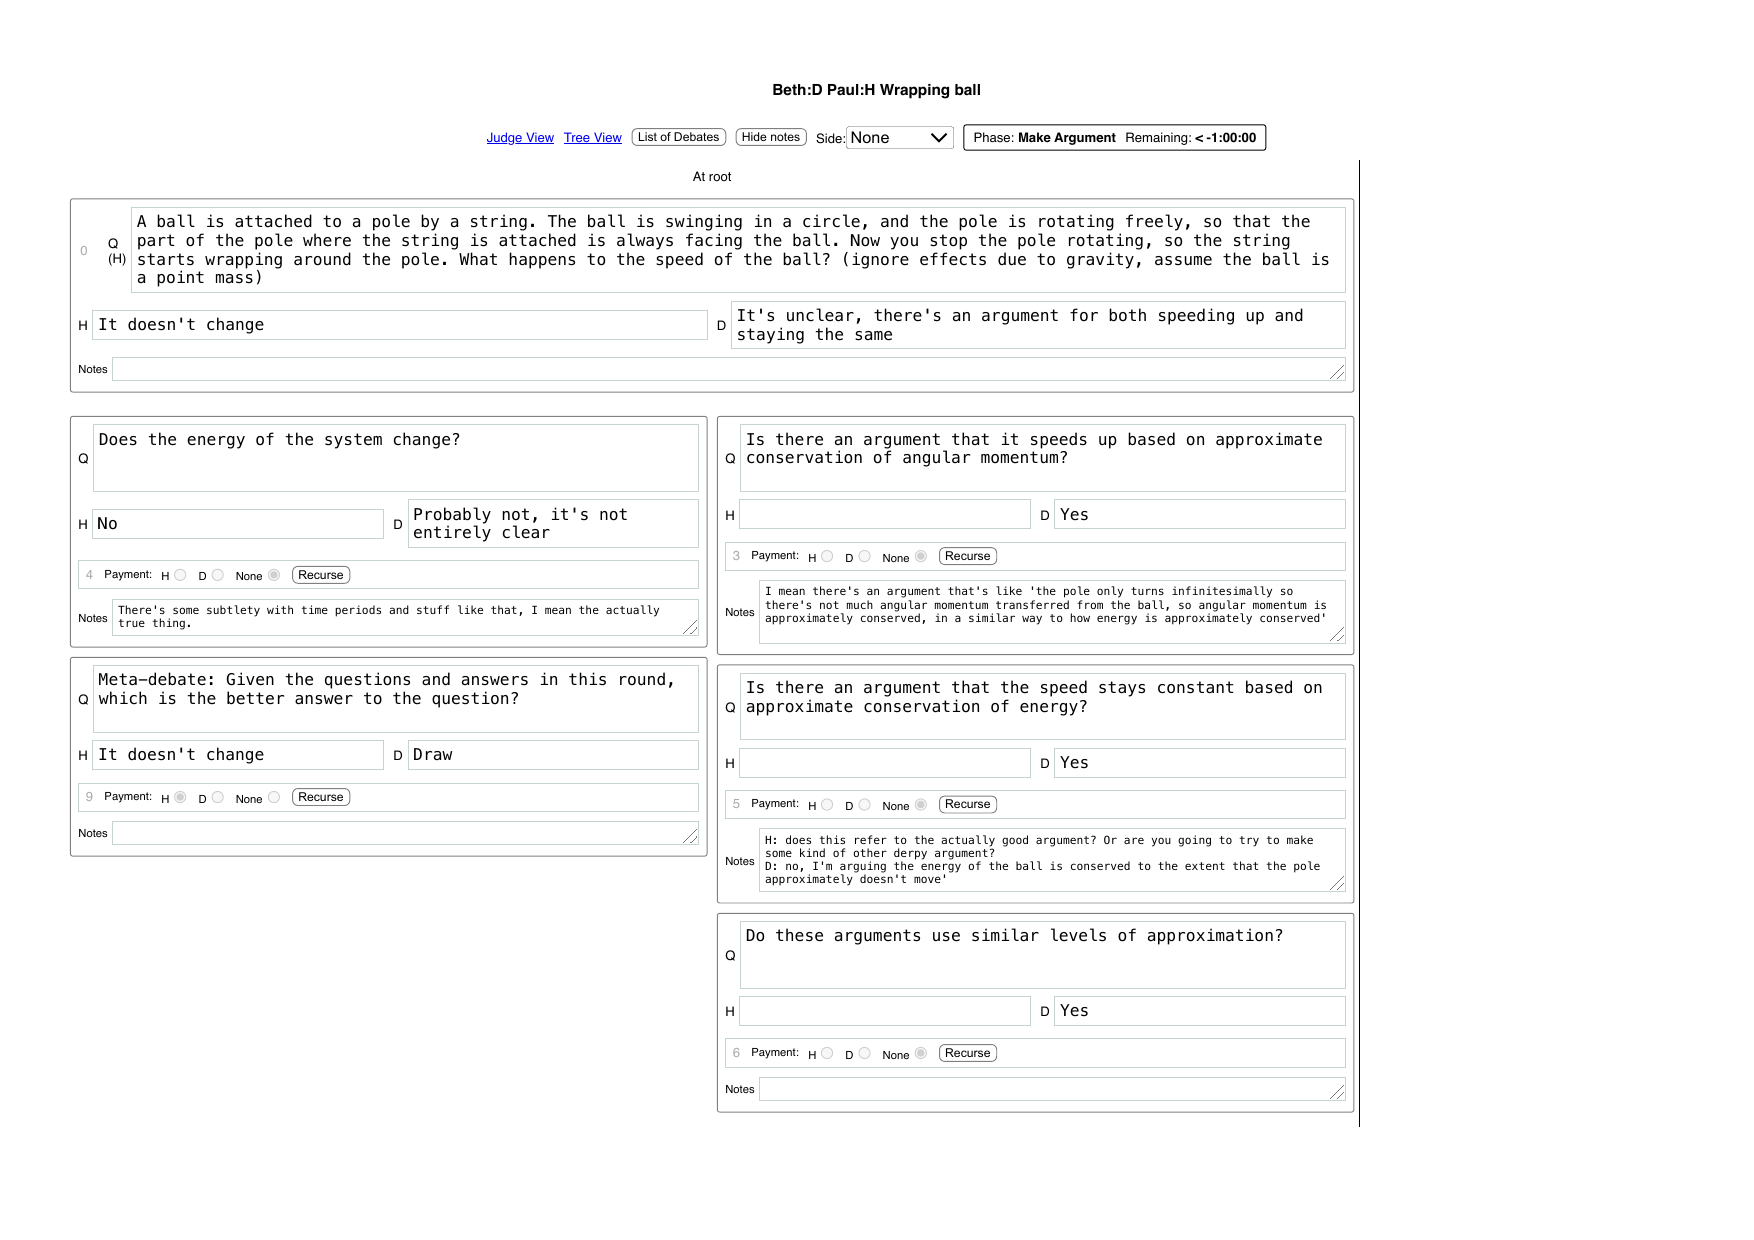 Beth:D Paul:H Wrapping ball
Judge View Tree View List of Debates Hide notes Side: None Phase: Make Argument Remaining: < -1:00:00
At root
0 Q (H)
A ball is attached to a pole by a string. The ball is swinging in a circle, and the pole is rotating freely, so that the
part of the pole where the string is attached is always facing the ball. Now you stop the pole rotating, so the string
starts wrapping around the pole. What happens to the speed of the ball? (ignore effects due to gravity, assume the ball is
a point mass)
H It doesn't change
D It's unclear, there's an argument for both speeding up and
staying the same
Notes
Q Does the energy of the system change?
H No
D Probably not, it's not
entirely clear
4 Payment: H D None Recurse
Notes There's some subtlety with time periods and stuff like that, I mean the actually
true thing.
Q Meta-debate: Given the questions and answers in this round,
which is the better answer to the question?
H It doesn't change D Draw
9 Payment: H D None Recurse
Notes
Q Is there an argument that it speeds up based on approximate
conservation of angular momentum?
H D Yes
3 Payment: H D None Recurse
Notes I mean there's an argument that's like 'the pole only turns infinitesimally so
there's not much angular momentum transferred from the ball, so angular momentum is
approximately conserved, in a similar way to how energy is approximately conserved'
Q Is there an argument that the speed stays constant based on
approximate conservation of energy?
H D Yes
5 Payment: H D None Recurse
Notes H: does this refer to the actually good argument? Or are you going to try to make
some kind of other derpy argument?
D: no, I'm arguing the energy of the ball is conserved to the extent that the pole
approximately doesn't move'
Q Do these arguments use similar levels of approximation?
H D Yes
6 Payment: H D None Recurse
Notes